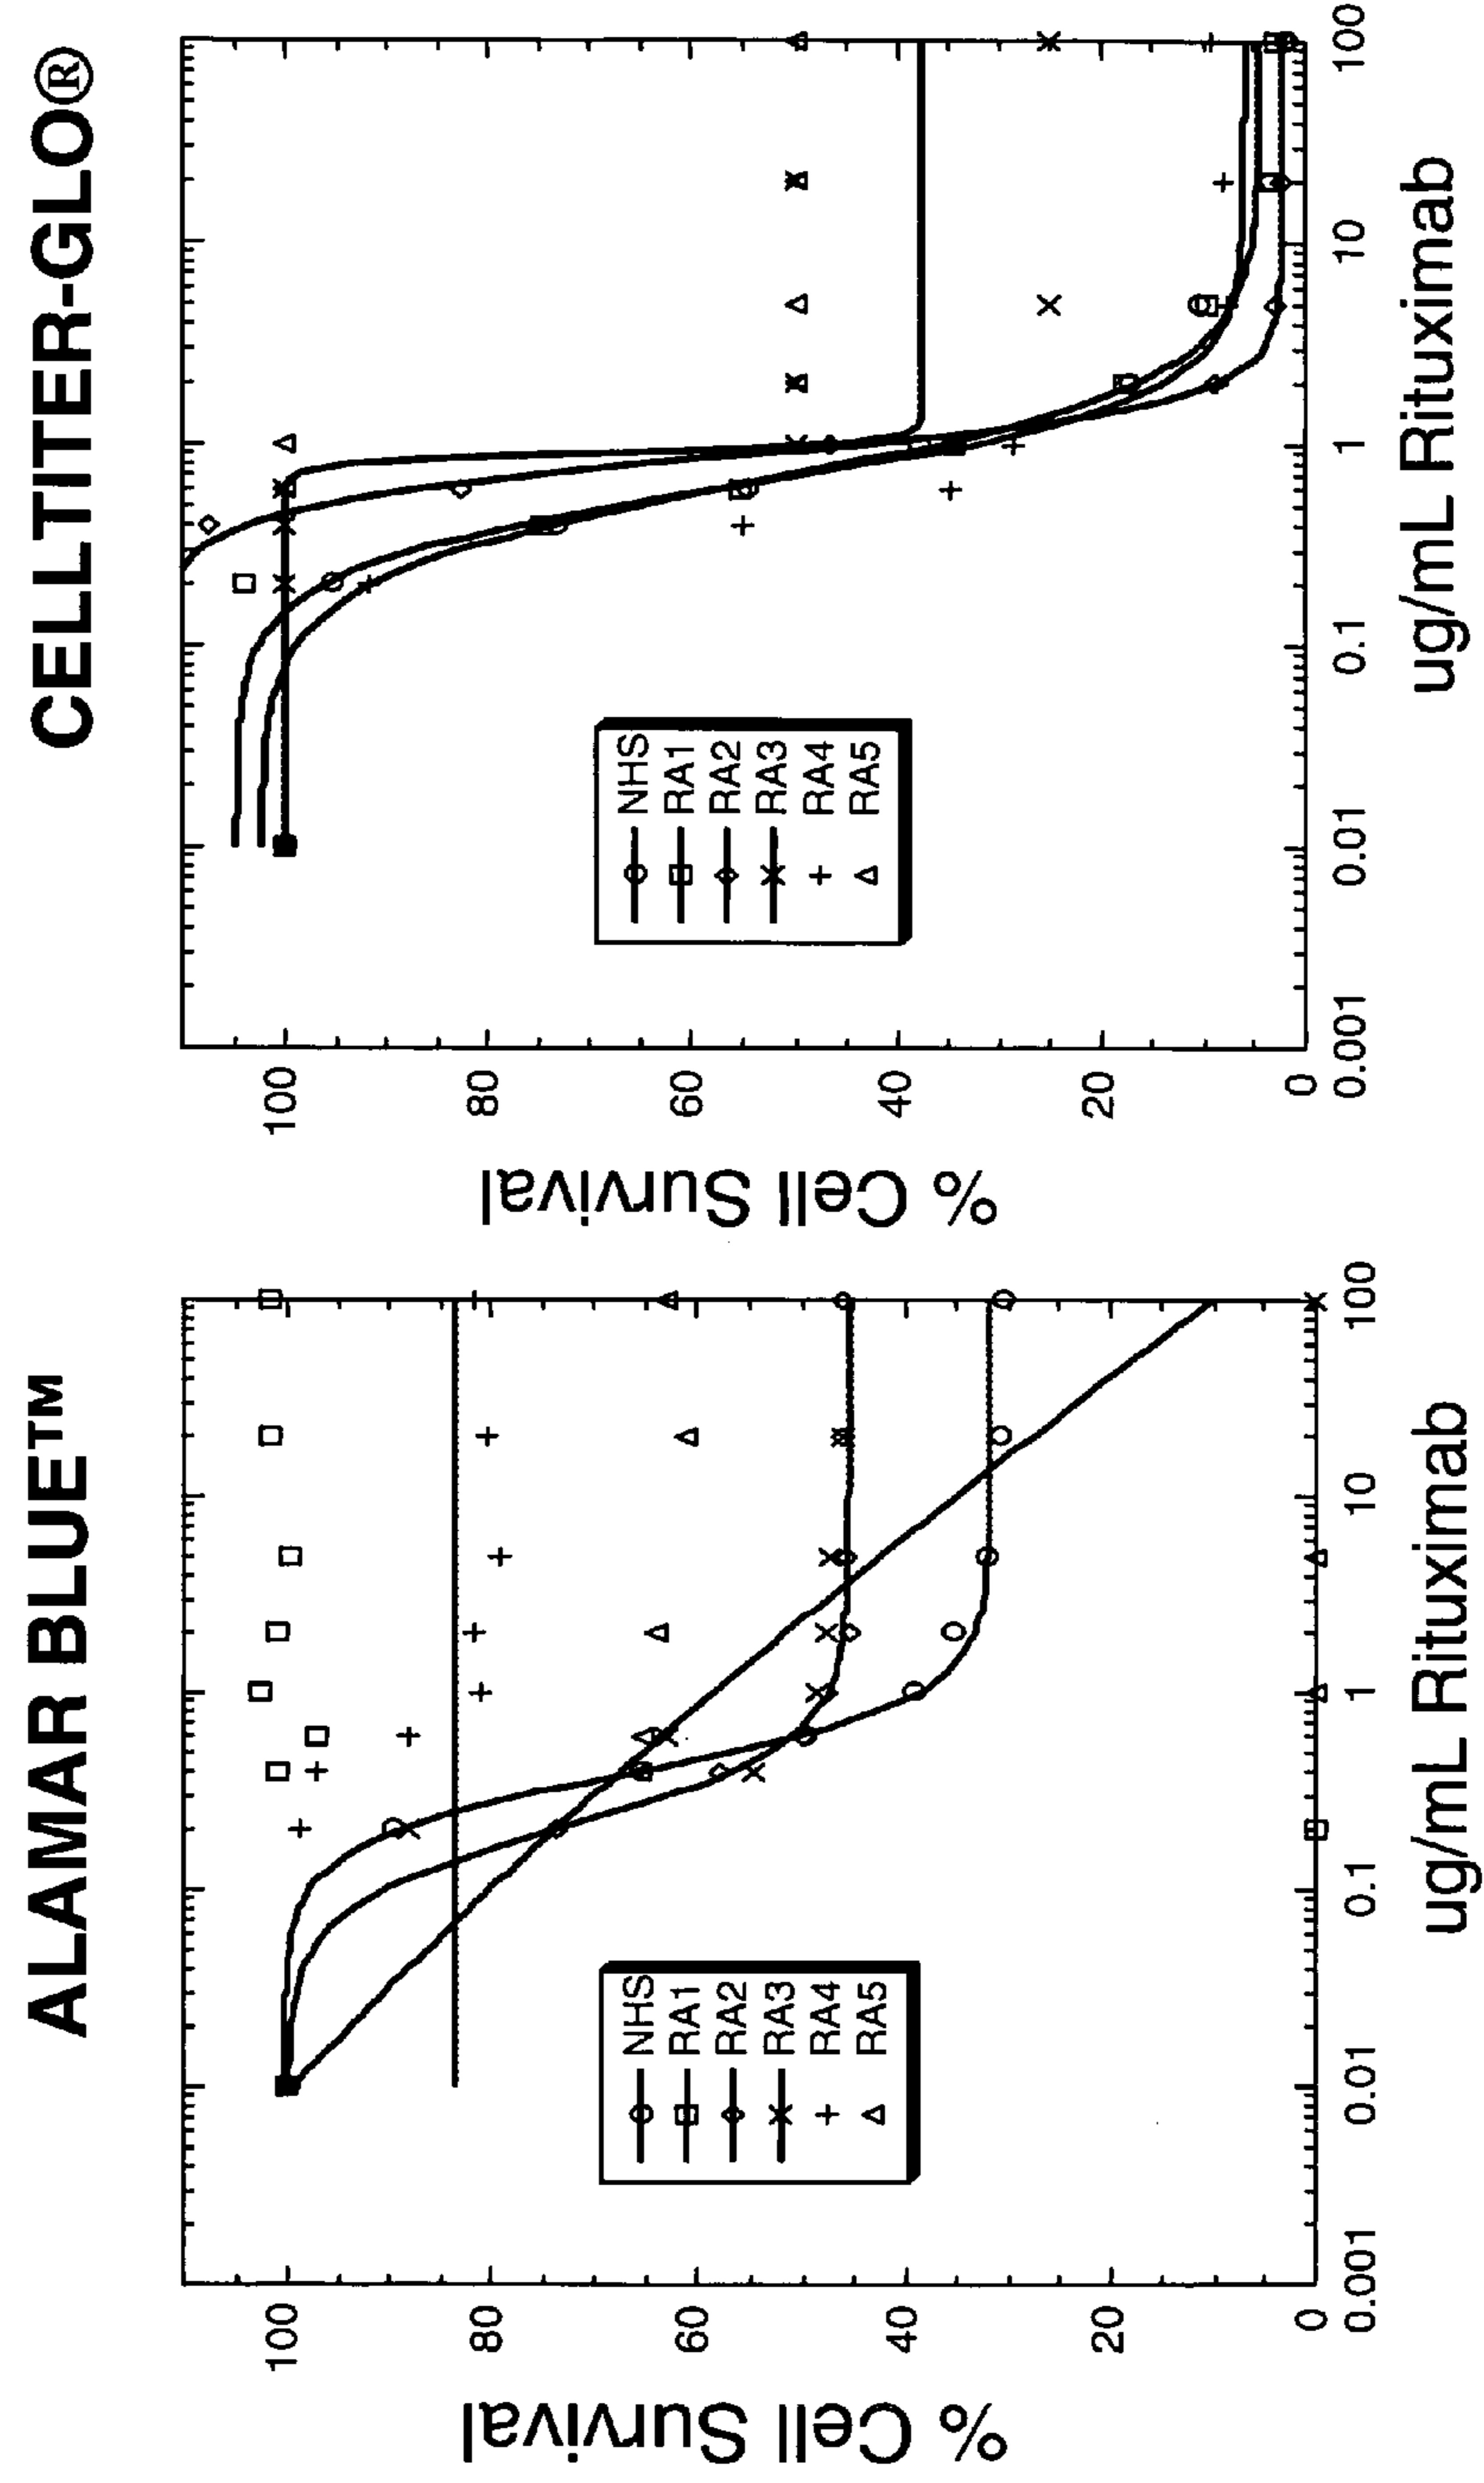 ALAMAR BLUE™
% Cell Survival
100
80
60
40
20
0
0.001
0.01
0.1
1
10
100
ug/mL Rituximab
NHS
RA1
RA2
RA3
RA4
RA5
CELLTITER-GLO®
% Cell Survival
100
80
60
40
20
0
0.001
0.01
0.1
1
10
100
ug/mL Rituximab
NHS
RA1
RA2
RA3
RA4
RA5